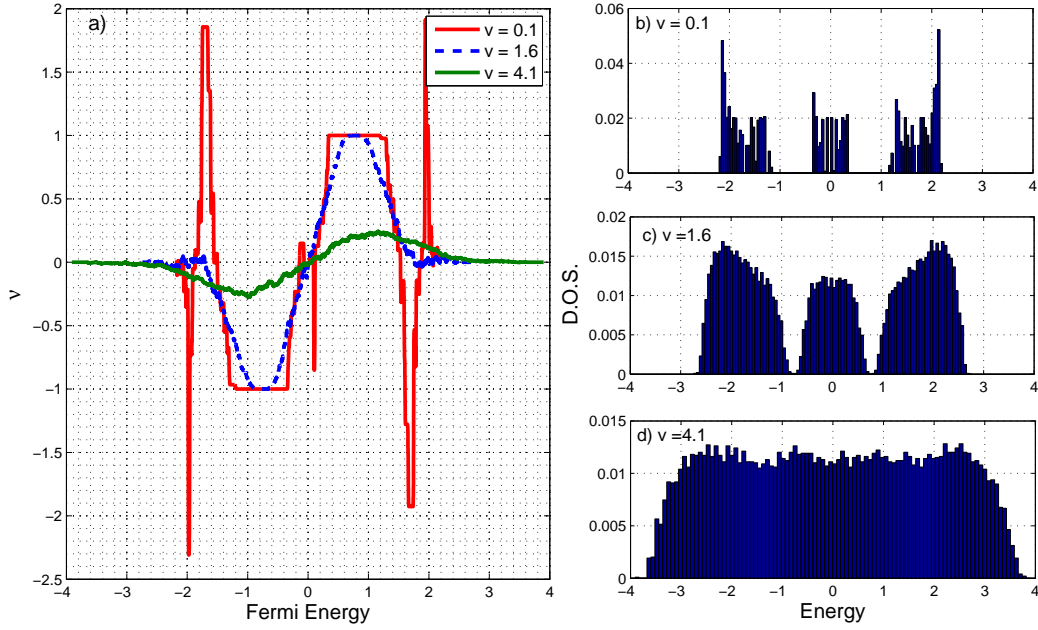 a)
v = 0.1
v = 1.6
v = 4.1
2
1.5
1
0.5
0
−0.5
−1
−1.5
−2
−2.5
ν
−4 −3 −2 −1 0 1 2 3 4
Fermi Energy
b) v = 0.1
0.06
0.04
0.02
0
−4 −3 −2 −1 0 1 2 3 4
c) v =1.6
0.02
0.015
0.01
0.005
0
D.O.S.
−4 −3 −2 −1 0 1 2 3 4
d) v =4.1
0.015
0.01
0.005
0
−4 −3 −2 −1 0 1 2 3 4
Energy